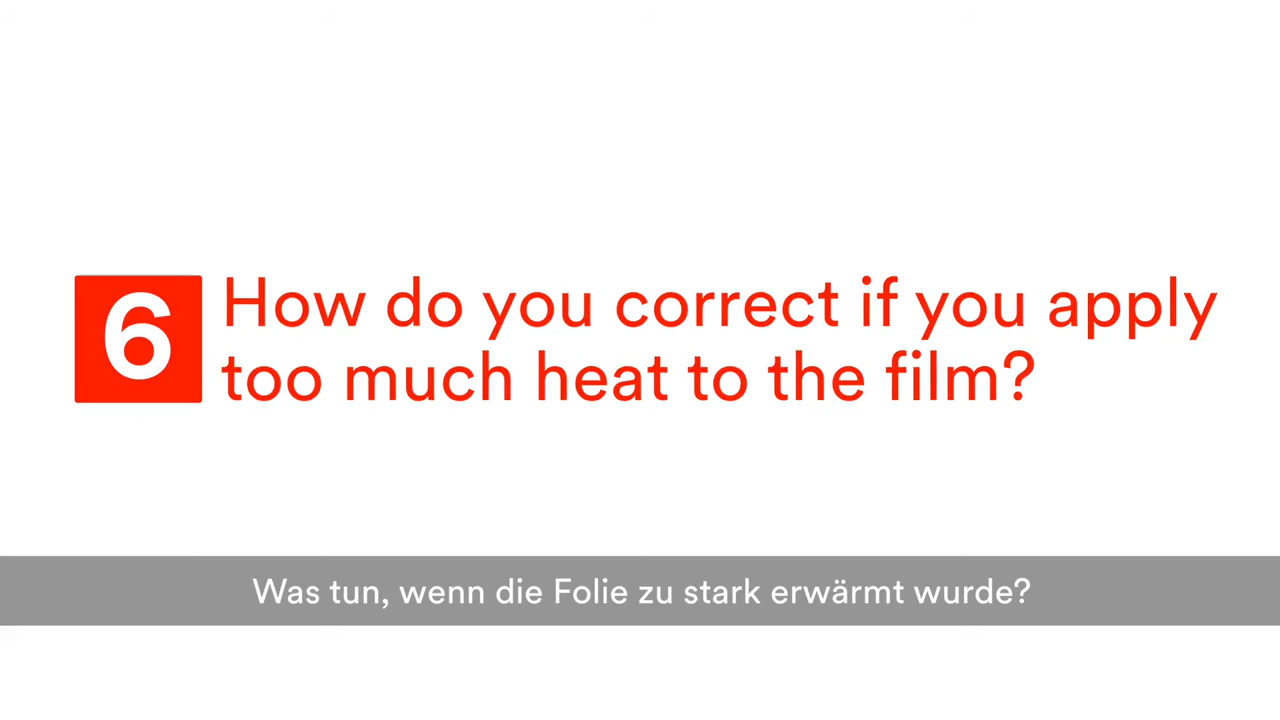 6
How do you correct if you apply
too much heat to the film?
Was tun, wenn die Folie zu stark erwärmt wurde?